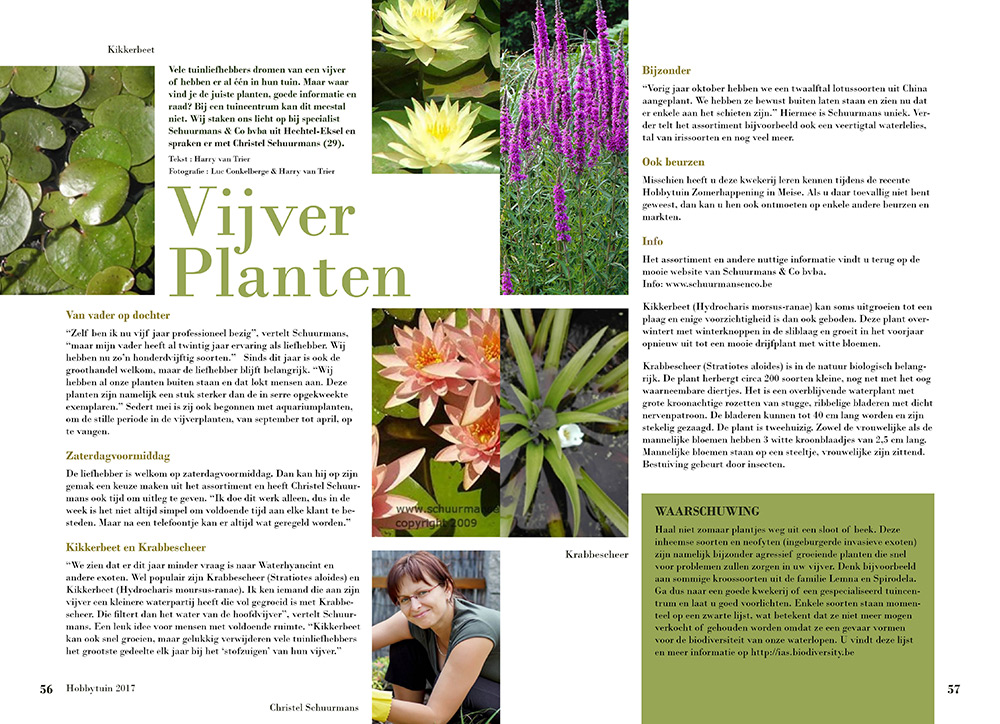 Kikkerbeet
Vele tuinliefhebbers dromen van een vijver
of hebben er al één in hun tuin. Maar waar
vind je de juiste planten, goede informatie en
raad? Bij een tuincentrum kan dit meestal
niet. Wij staken ons licht op bij specialist
Schuurmans & Co bvba uit Hechtel-Eksel en
spraken er met Christel Schuurmans (29).
Tekst : Harry van Trier
Fotografie : Luc Conkelberge & Harry van Trier
Vijver
Planten
Van vader op dochter
“Zelf ben ik nu vijf jaar professioneel bezig”, vertelt Schuurmans,
“maar mijn vader heeft al twintig jaar ervaring als liefhebber. Wij
hebben nu zo’n honderdvijftig soorten.” Sinds dit jaar is ook de
groothandel welkom, maar de liefhebber blijft belangrijk. “Wij
hebben al onze planten buiten staan en dat lokt mensen aan. Deze
planten zijn namelijk een stuk sterker dan de in serre opgekweekte
exemplaren.” Sedert mei is zij ook begonnen met aquariumplanten,
om de stille periode in de vijverplanten, van september tot april, op
te vangen.
Zaterdagvoormiddag
De liefhebber is welkom op zaterdagvoormiddag. Dan kan hij op zijn
gemak een keuze maken uit het assortiment en heeft Christel Schuur-
mans ook tijd om uitleg te geven. “Ik doe dit werk alleen, dus in de
week is het niet altijd simpel om voldoende tijd aan elke klant te be-
steden. Maar na een telefoontje kan er altijd wat geregeld worden.”
Kikkerbeet en Krabbescheer
“We zien dat er dit jaar minder vraag is naar Waterhyancint en
andere exoten. Wel populair zijn Krabbescheer (Stratiotes aloides) en
Kikkerbeet (Hydrocharis moursus-ranae). Ik ken iemand die aan zijn
vijver een kleinere waterpartij heeft die vol gegroeid is met Krabbe-
scheer. Die filtert dan het water van de hoofdvijver”, vertelt Schuur-
mans. Een leuk idee voor mensen met voldoende ruimte. “Kikkerbeet
kan ook snel groeien, maar gelukkig verwijderen vele tuinliefhebbers
het grootste gedeelte elk jaar bij het ‘stofzuigen’ van hun vijver.”
56 Hobbytuin 2017
www.schuurmans
copyright 2009
Krabbescheer
Christel Schuurmans
Bijzonder
“Vorig jaar oktober hebben we een twaalftal lotussoorten uit China
aangeplant. We hebben ze bewust buiten laten staan en zien nu dat
er enkele aan het schieten zijn.” Hiermee is Schuurmans uniek. Ver-
der telt het assortiment bijvoorbeeld ook een veertigtal waterlelies,
tal van irissoorten en nog veel meer.
Ook beurzen
Misschien heeft u deze kwekerij leren kennen tijdens de recente
Hobbytuin Zomerhappening in Meise. Als u daar toevallig niet bent
geweest, dan kan u hen ook ontmoeten op enkele andere beurzen en
markten.
Info
Het assortiment en andere nuttige informatie vindt u terug op de
mooie website van Schuurmans & Co bvba.
Info: www.schuurmansenco.be
Kikkerbeet (Hydrocharis morsus-ranae) kan soms uitgroeien tot een
plaag en enige voorzichtigheid is dan ook geboden. Deze plant over-
wintert met winterknoppen in de sliblaag en groeit in het voorjaar
opnieuw uit tot een mooie drijfplant met witte bloemen.
Krabbescheer (Stratiotes aloides) is in de natuur biologisch belang-
rijk. De plant herbergt circa 200 soorten kleine, nog net met het oog
waarneembare diertjes. Het is een overblijvende waterplant met
grote kroonachtige rozetten van stugge, ribbelige bladeren met dicht
nervenpatroon. De bladeren kunnen tot 40 cm lang worden en zijn
stekelig gezaagd. De plant is tweehuizig. Zowel de vrouwelijke als de
mannelijke bloemen hebben 3 witte kroonblaadjes van 2,5 cm lang.
Mannelijke bloemen staan op een steeltje, vrouwelijke zijn zittend.
Bestuiving gebeurt door insecten.
WAARSCHUWING
Haal niet zomaar plantjes weg uit een sloot of beek. Deze
inheemse soorten en neofyten (ingeburgerde invasieve exoten)
zijn namelijk bijzonder agressief groeiende planten die snel
voor problemen zullen zorgen in uw vijver. Denk bijvoorbeeld
aan sommige kroossoorten uit de familie Lemna en Spirodela.
Ga dus naar een goede kwekerij of een gespecialiseerd tuincen-
trum en laat u goed voorlichten. Enkele soorten staan momen-
teel op een zwarte lijst, wat betekent dat ze niet meer mogen
verkocht of gehouden worden omdat ze een gevaar vormen
voor de biodiversiteit van onze waterlopen. U vindt deze lijst
en meer informatie op http://ias.biodiversity.be
57